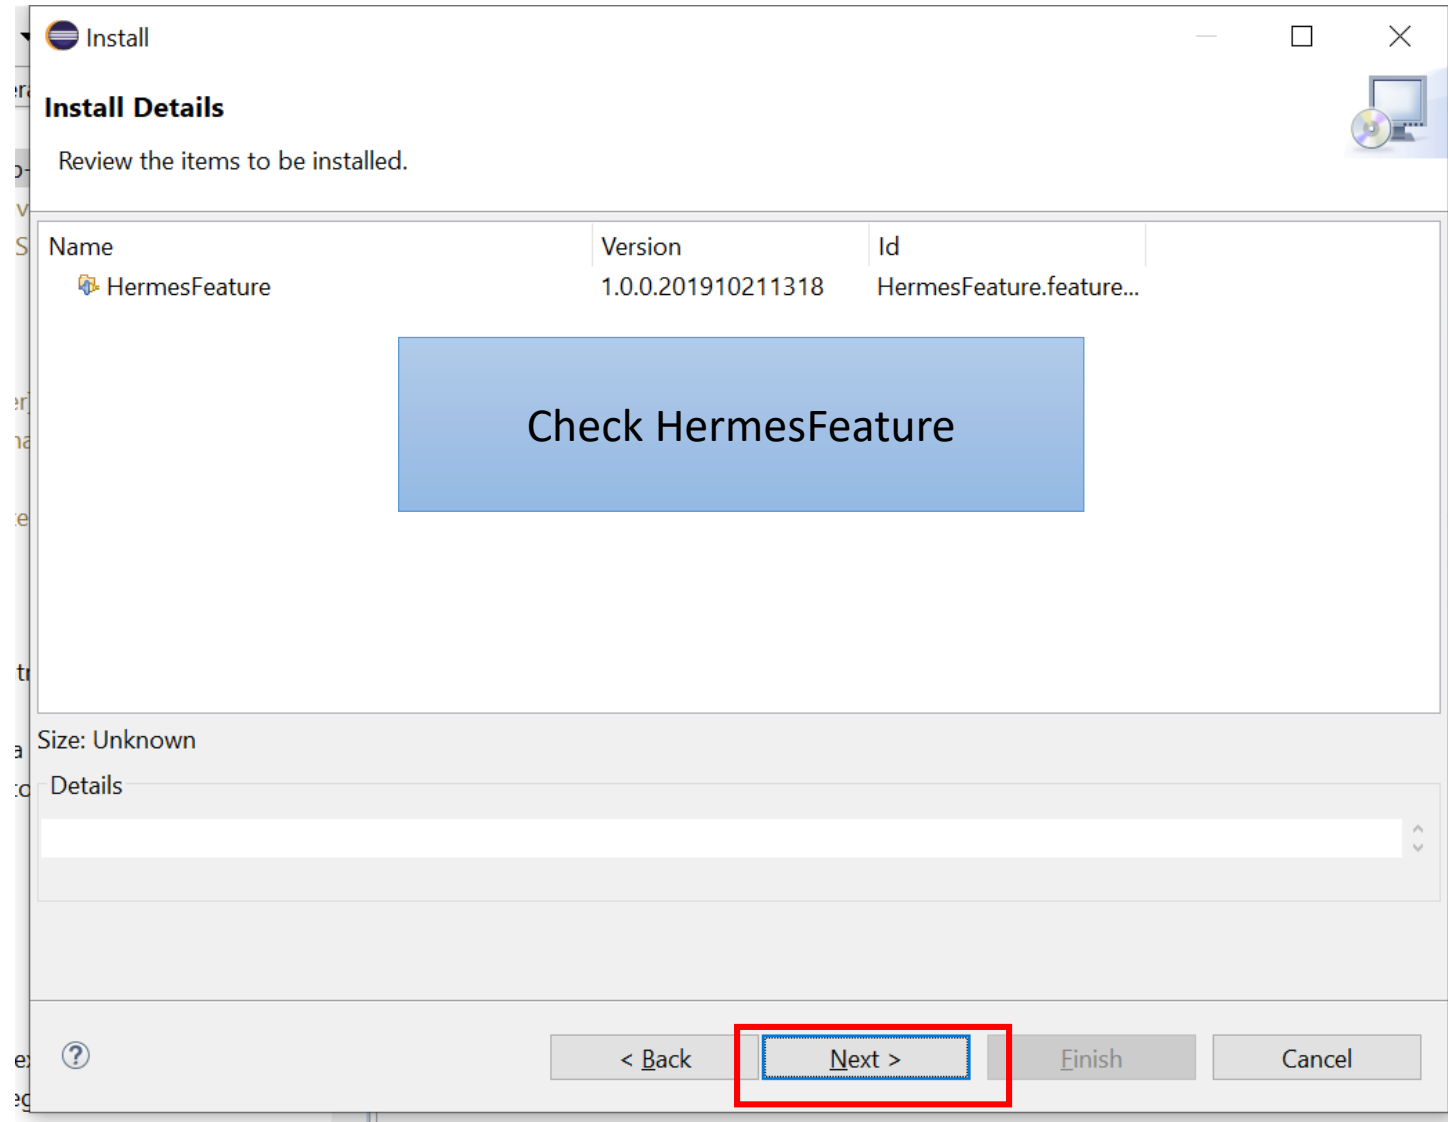 Install
Install Details
Review the items to be installed.
Name Version Id
HermesFeature 1.0.0.201910211318 HermesFeature.feature...
Check HermesFeature
Size: Unknown
Details
< Back Next > Finish Cancel